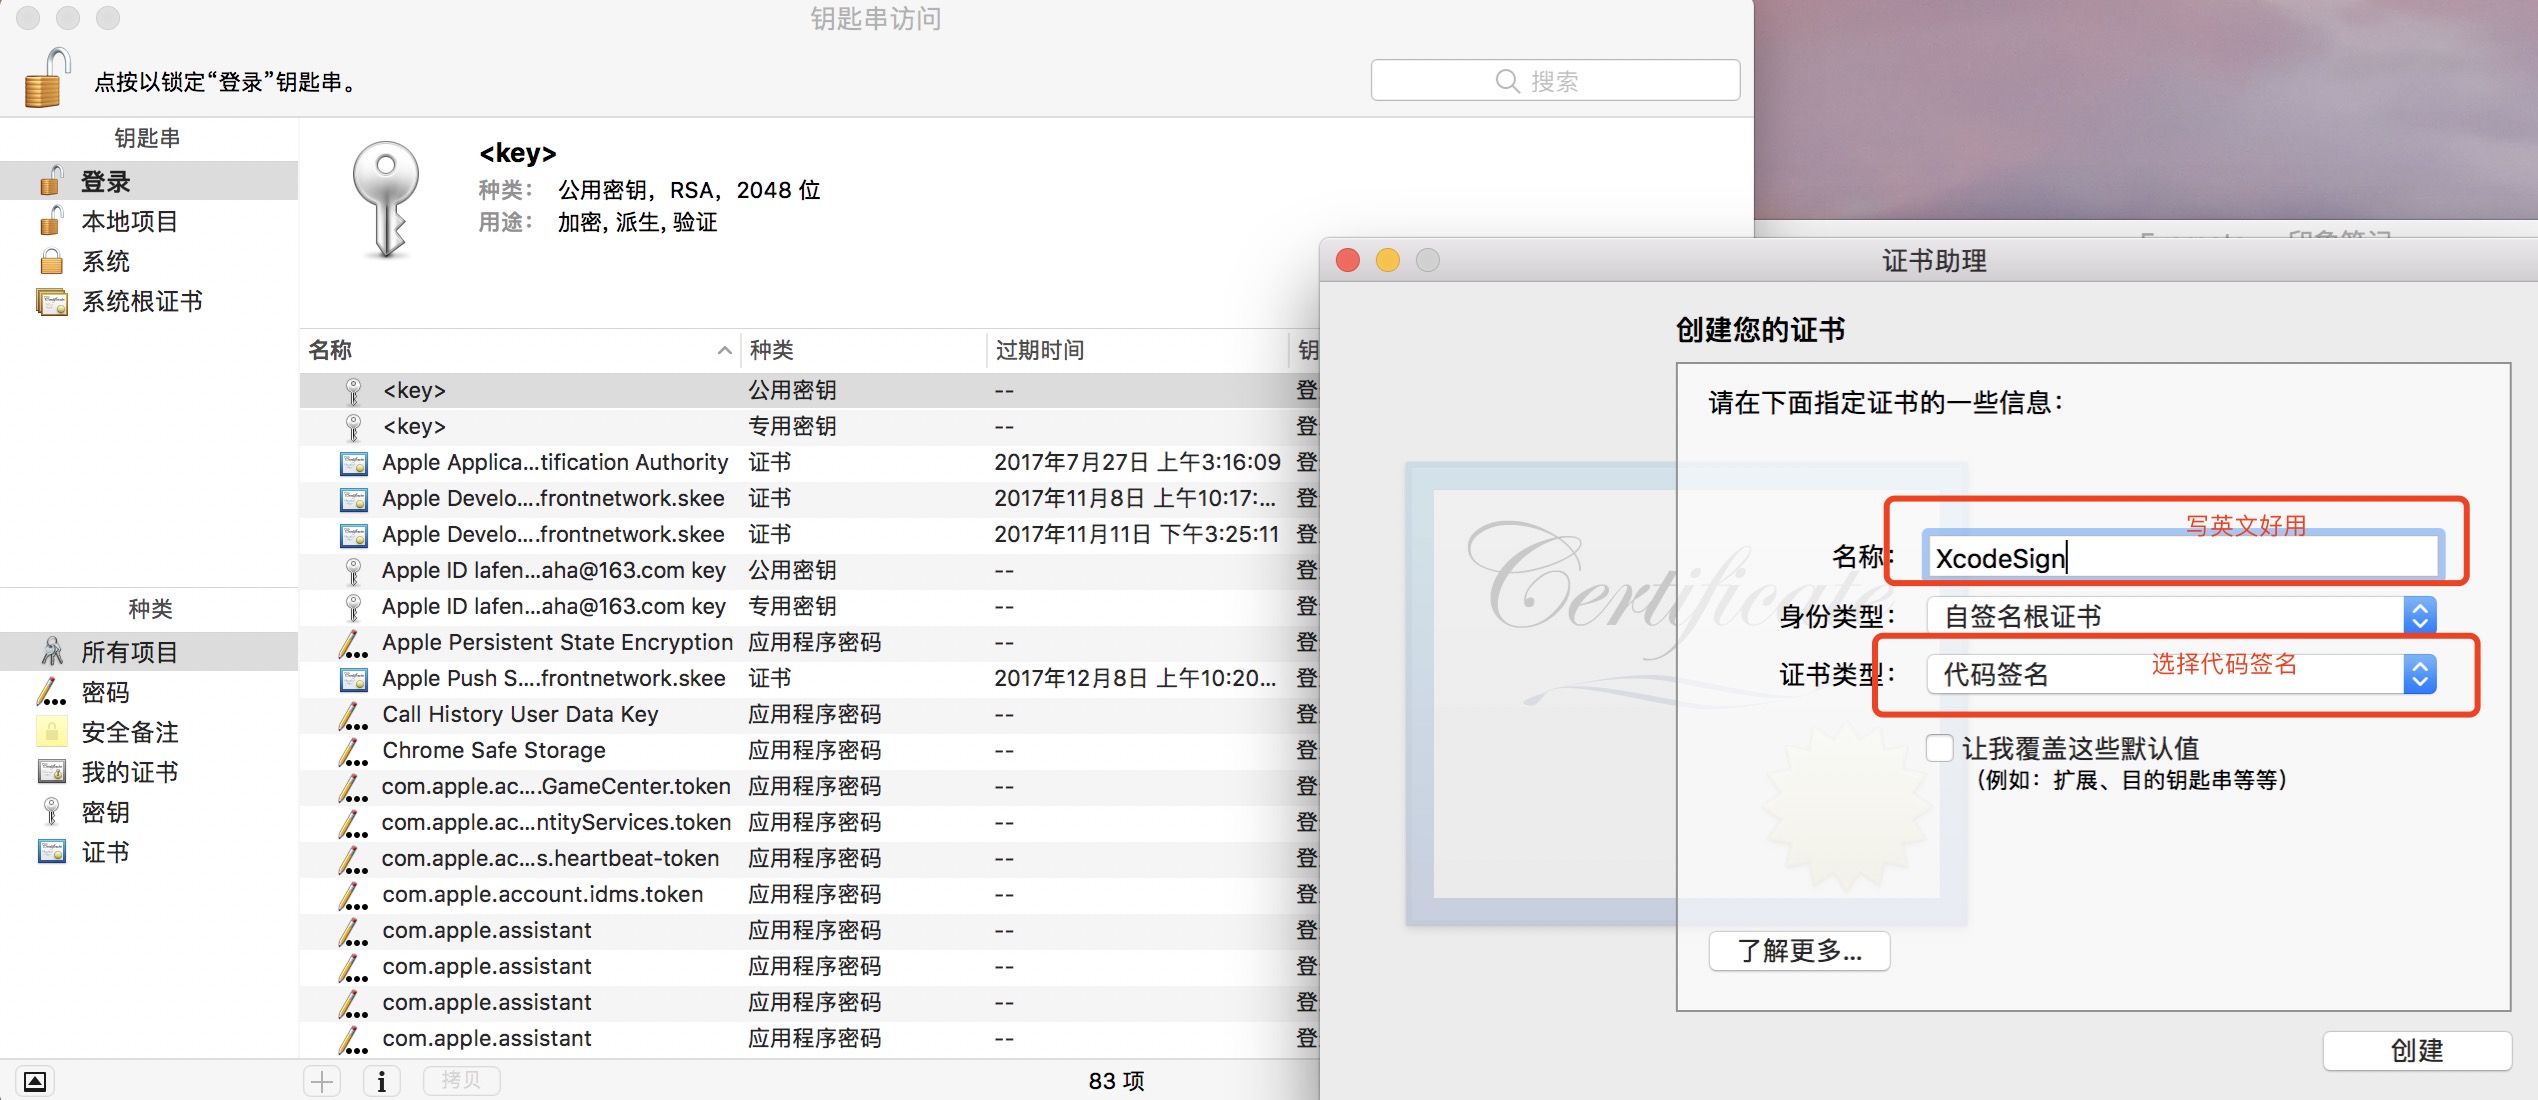 钥匙串访问
点按以锁定“登录”钥匙串。
搜索
钥匙串
登录
本地项目
系统
系统根证书
种类
所有项目
密码
安全备注
我的证书
密钥
证书
<key>
种类： 公用密钥，RSA，2048 位
用途： 加密, 派生, 验证
名称 种类 过期时间 钥
<key> 公用密钥 -- 登
<key> 专用密钥 -- 登
Apple Applica...tification Authority 证书 2017年7月27日 上午3:16:09 登
Apple Develo....frontnetwork.skee 证书 2017年11月8日 上午10:17:... 登
Apple Develo....frontnetwork.skee 证书 2017年11月11日 下午3:25:11 登
Apple ID lafen...aha@163.com key 公用密钥 -- 登
Apple ID lafen...aha@163.com key 专用密钥 -- 登
Apple Persistent State Encryption 应用程序密码 -- 登
Apple Push S....frontnetwork.skee 证书 2017年12月8日 上午10:20... 登
Call History User Data Key 应用程序密码 -- 登
Chrome Safe Storage 应用程序密码 -- 登
com.apple.ac....GameCenter.token 应用程序密码 -- 登
com.apple.ac...ntityServices.token 应用程序密码 -- 登
com.apple.ac...s.heartbeat-token 应用程序密码 -- 登
com.apple.account.idms.token 应用程序密码 -- 登
com.apple.assistant 应用程序密码 -- 登
com.apple.assistant 应用程序密码 -- 登
com.apple.assistant 应用程序密码 -- 登
com.apple.assistant 应用程序密码 -- 登
拷贝
83 项
证书助理
创建您的证书
请在下面指定证书的一些信息：
Certificate
写英文好用
名称： XcodeSign
身份类型： 自签名根证书
证书类型： 代码签名 选择代码签名
让我覆盖这些默认值
（例如：扩展、目的钥匙串等等）
了解更多...
创建